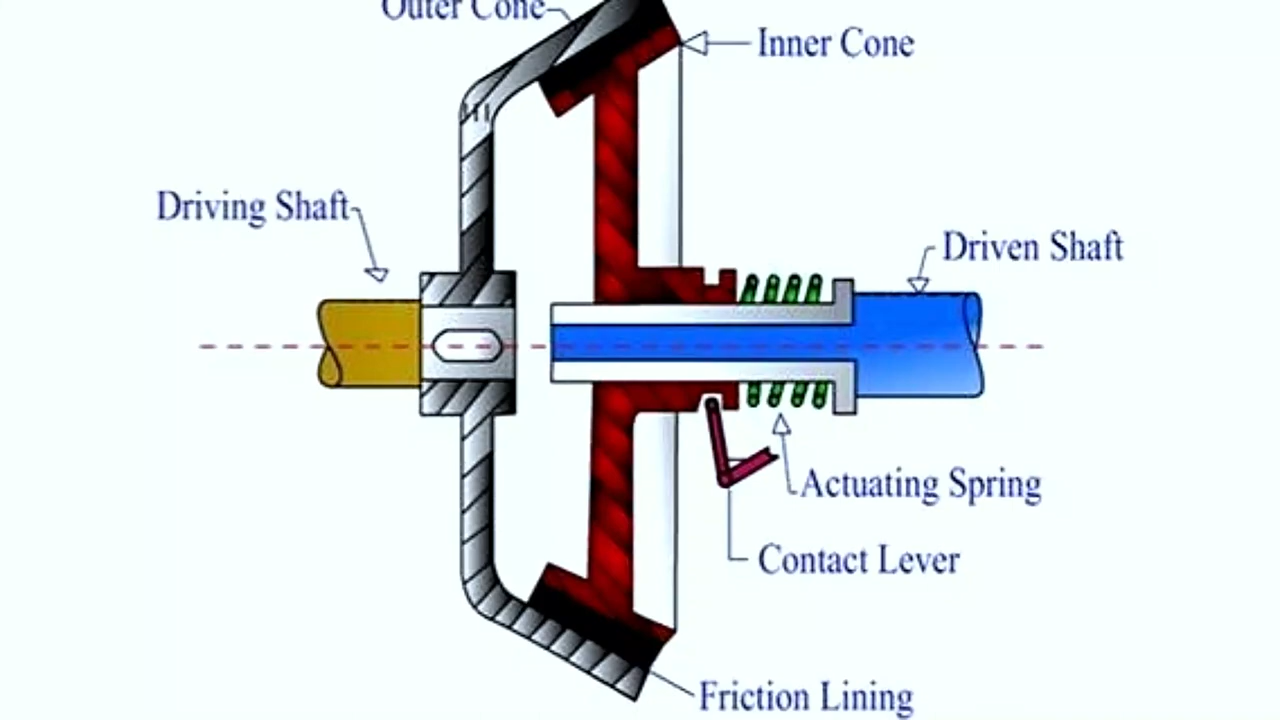 Outer Cone
Inner Cone
Driving Shaft
Driven Shaft
Actuating Spring
Contact Lever
Friction Lining